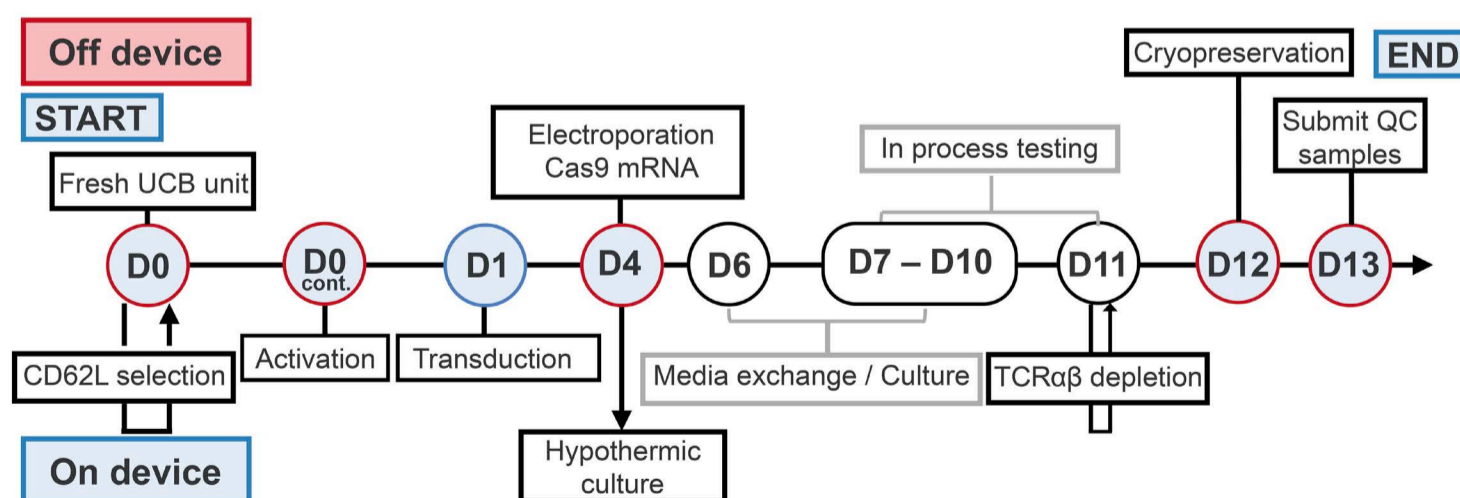 Off device
START
Fresh UCB unit
Electroporation
Cas9 mRNA
In process testing
Cryopreservation
END
Submit QC
samples
D0
D0
cont.
D1
D4
D6
D7 – D10
D11
D12
D13
CD62L selection
Activation
Transduction
Media exchange / Culture
TCRαβ depletion
On device
Hypothermic
culture